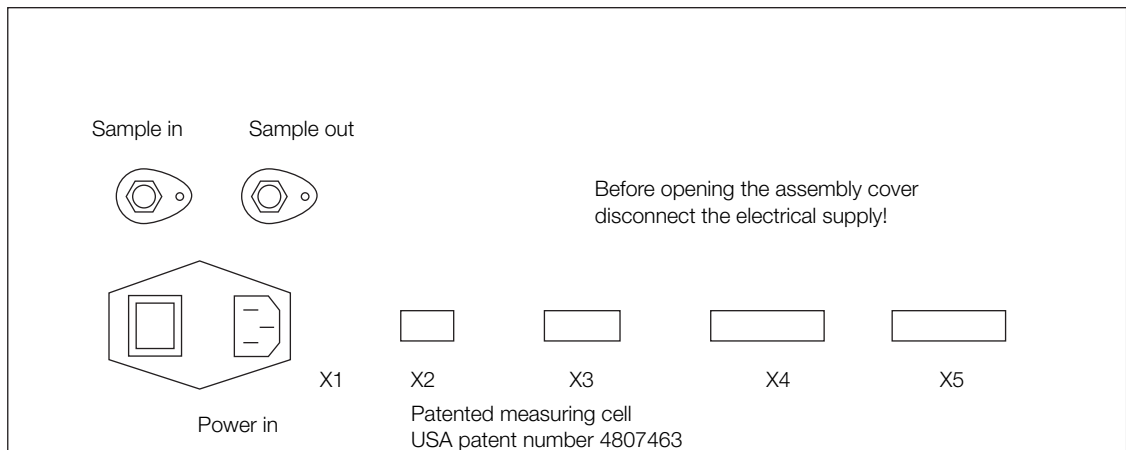 Sample in
Sample out
Before opening the assembly cover
disconnect the electrical supply!
X1
X2
X3
X4
X5
Power in
Patented measuring cell
USA patent number 4807463